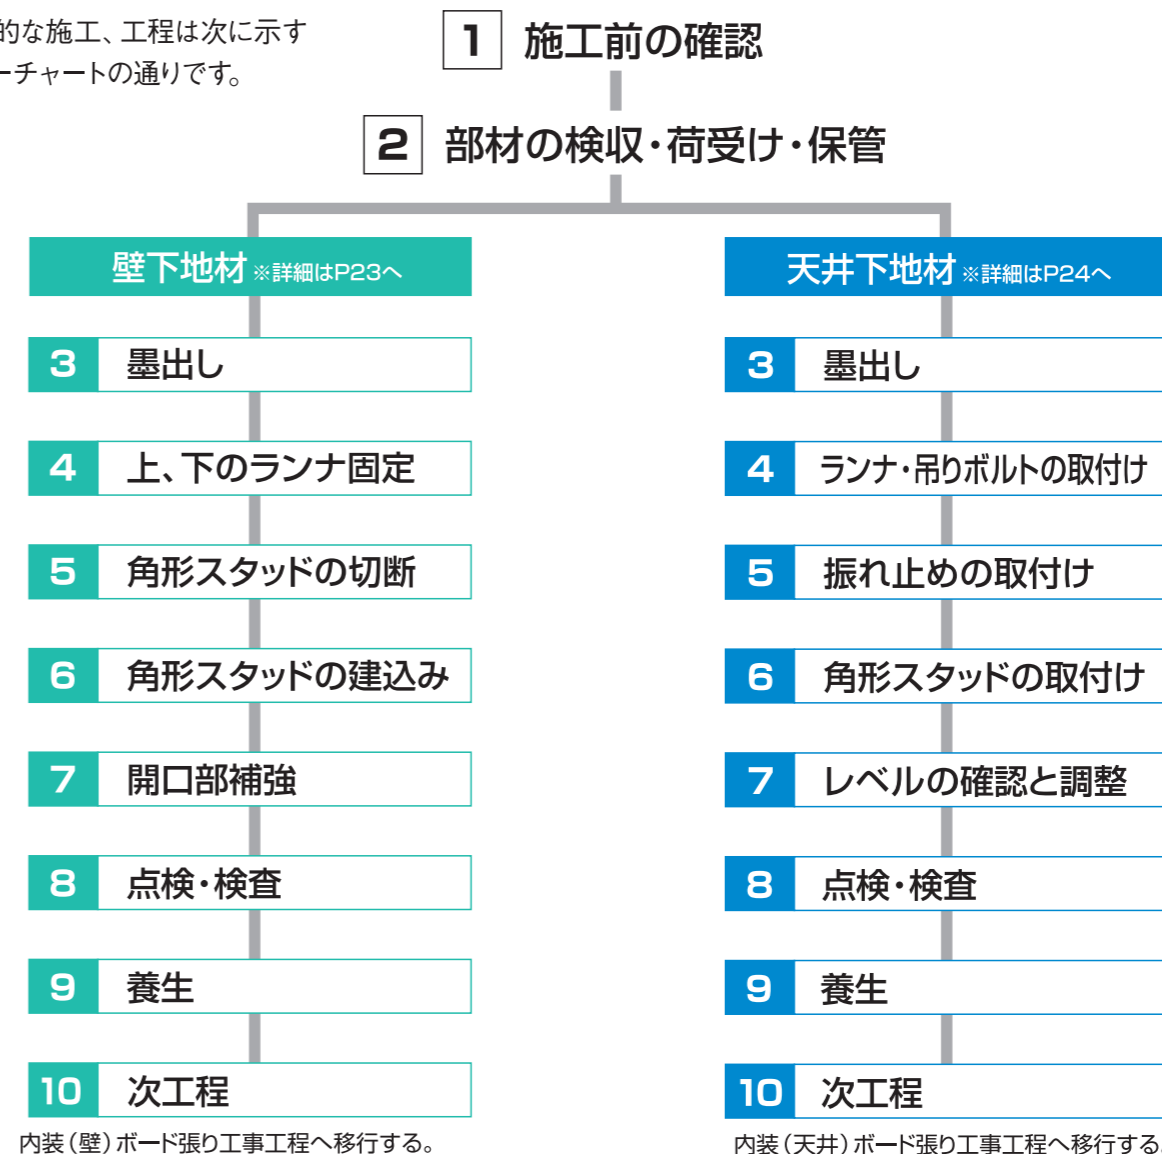 的な施工、工程は次に示す
ーチャートの通りです。
1 施工前の確認
2 部材の検収・荷受け・保管
壁下地材 ※詳細はP23へ
3 墨出し
4 上、下のランナ固定
5 角形スタッドの切断
6 角形スタッドの建込み
7 開口部補強
8 点検・検査
9 養生
10 次工程
内装(壁)ボード張り工事工程へ移行する。
天井下地材 ※詳細はP24へ
3 墨出し
4 ランナ・吊りボルトの取付け
5 振れ止めの取付け
6 角形スタッドの取付け
7 レベルの確認と調整
8 点検・検査
9 養生
10 次工程
内装(天井)ボード張り工事工程へ移行する。